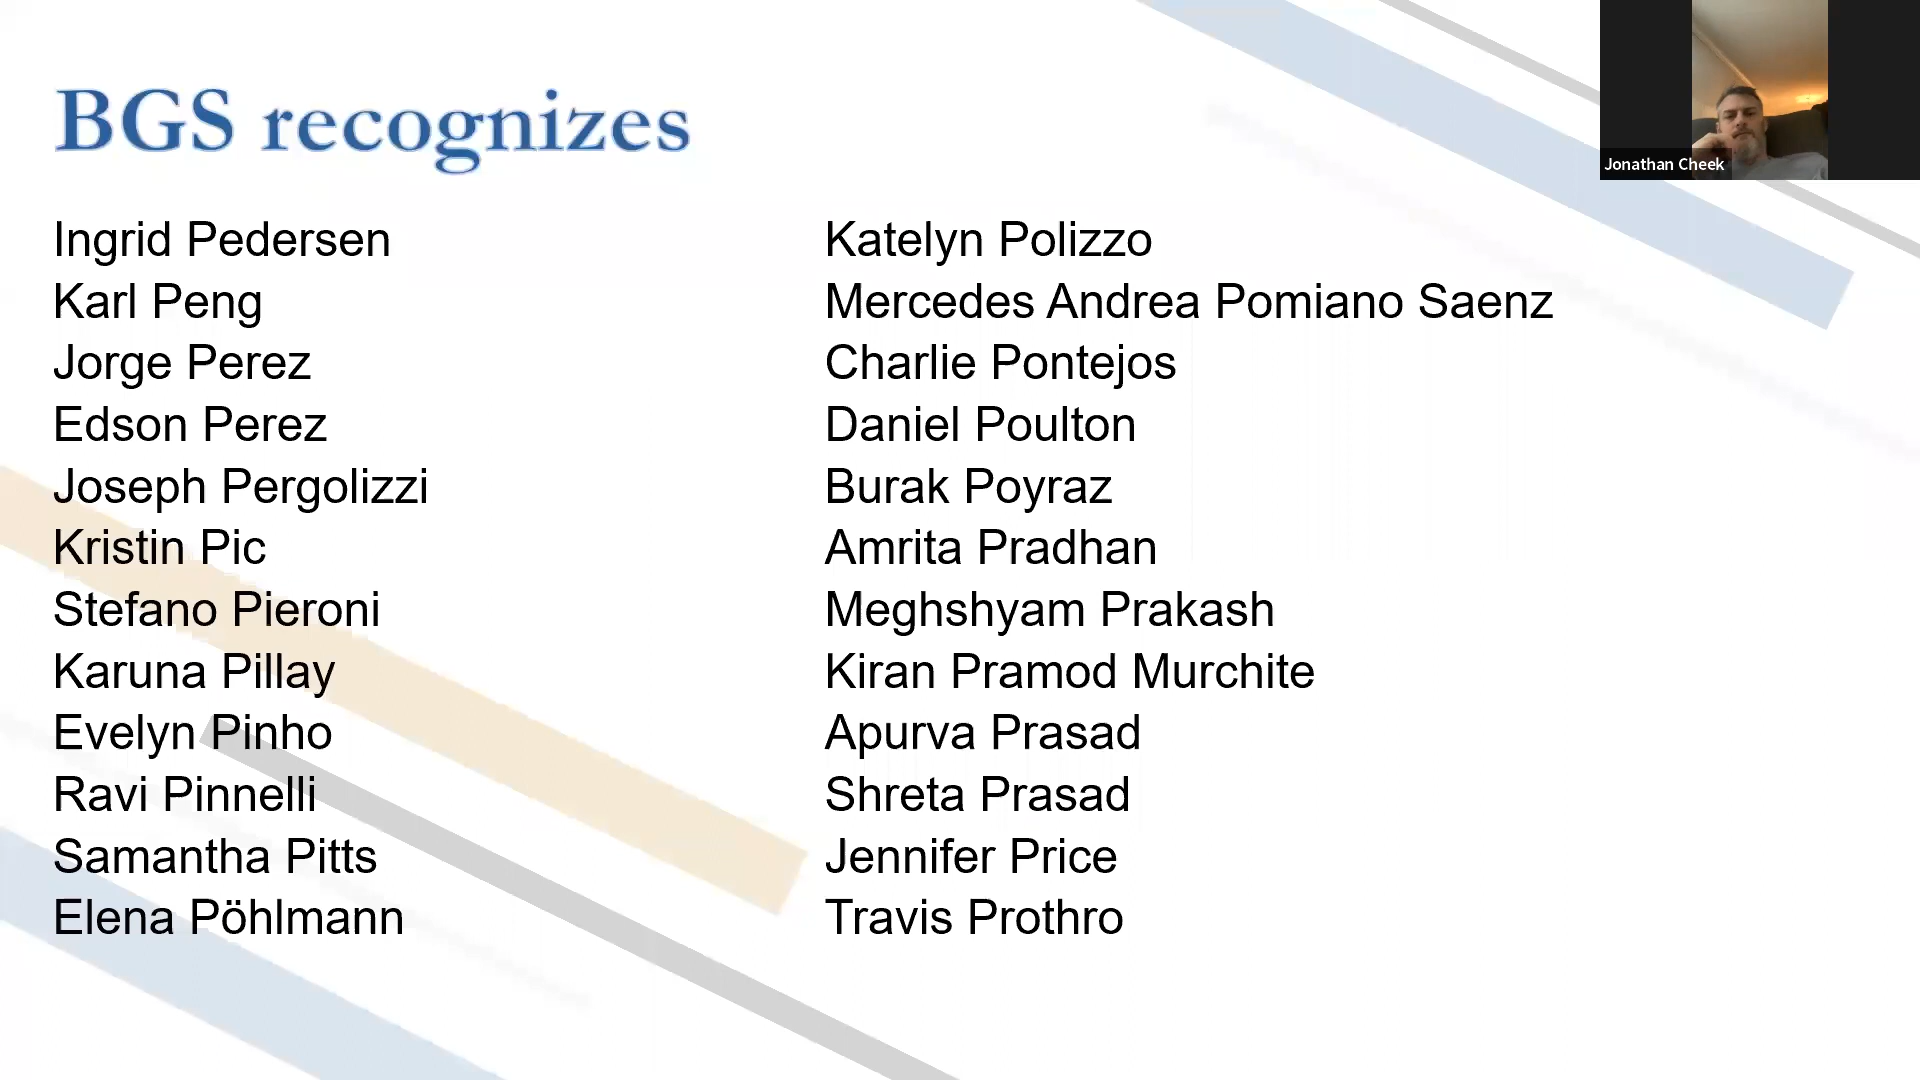 BGS recognizes
Jonathan Cheek
Ingrid Pedersen
Karl Peng
Jorge Perez
Edson Perez
Joseph Pergolizzi
Kristin Pic
Stefano Pieroni
Karuna Pillay
Evelyn Pinho
Ravi Pinnelli
Samantha Pitts
Elena Pöhlmann
Katelyn Polizzo
Mercedes Andrea Pomiano Saenz
Charlie Pontejos
Daniel Poulton
Burak Poyraz
Amrita Pradhan
Meghshyam Prakash
Kiran Pramod Murchite
Apurva Prasad
Shreta Prasad
Jennifer Price
Travis Prothro